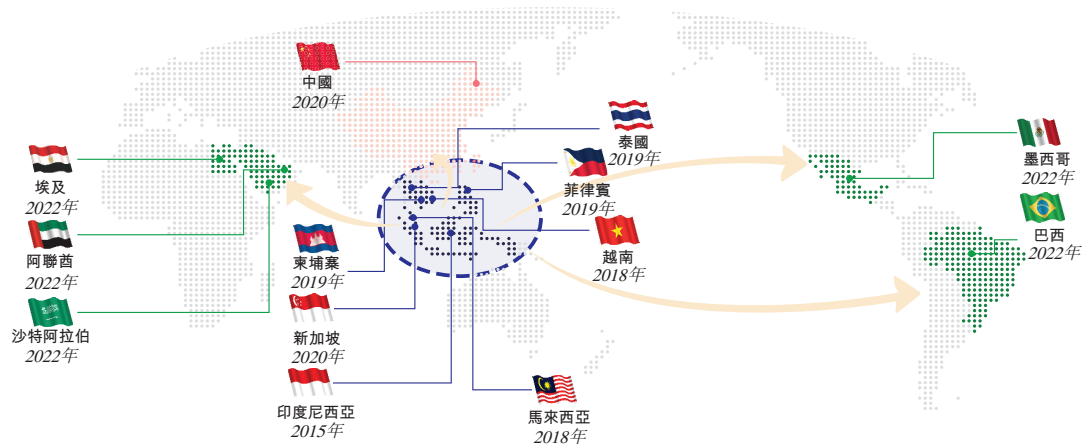 中國
2020年
泰國
2019年
埃及
2022年
菲律賓
2019年
墨西哥
2022年
阿聯酋
2022年
柬埔寨
2019年
越南
2018年
巴西
2022年
沙特阿拉伯
2022年
新加坡
2020年
印度尼西亞
2015年
馬來西亞
2018年